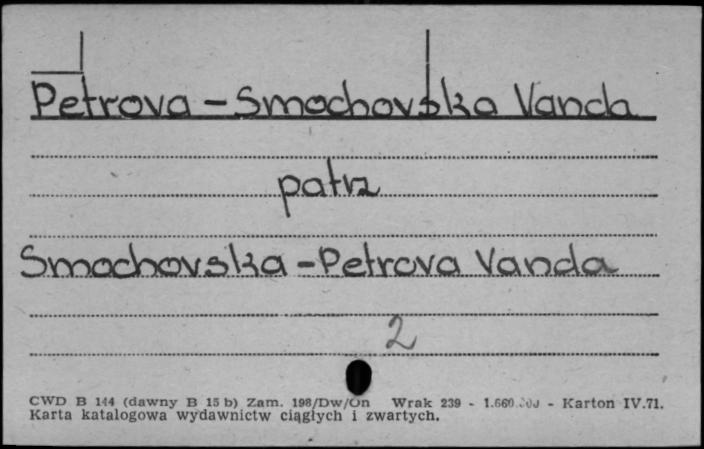 Petrova - Smochovska Vanda
patrz
Smochovska - Petrova Vanda
2
CWD B 144 (dawny B 15 b) Zam. 198/Dw/On Wrak 239 - - Karton IV.71.
Karta katalogowa wydawnictw ciągłych i zwartych.